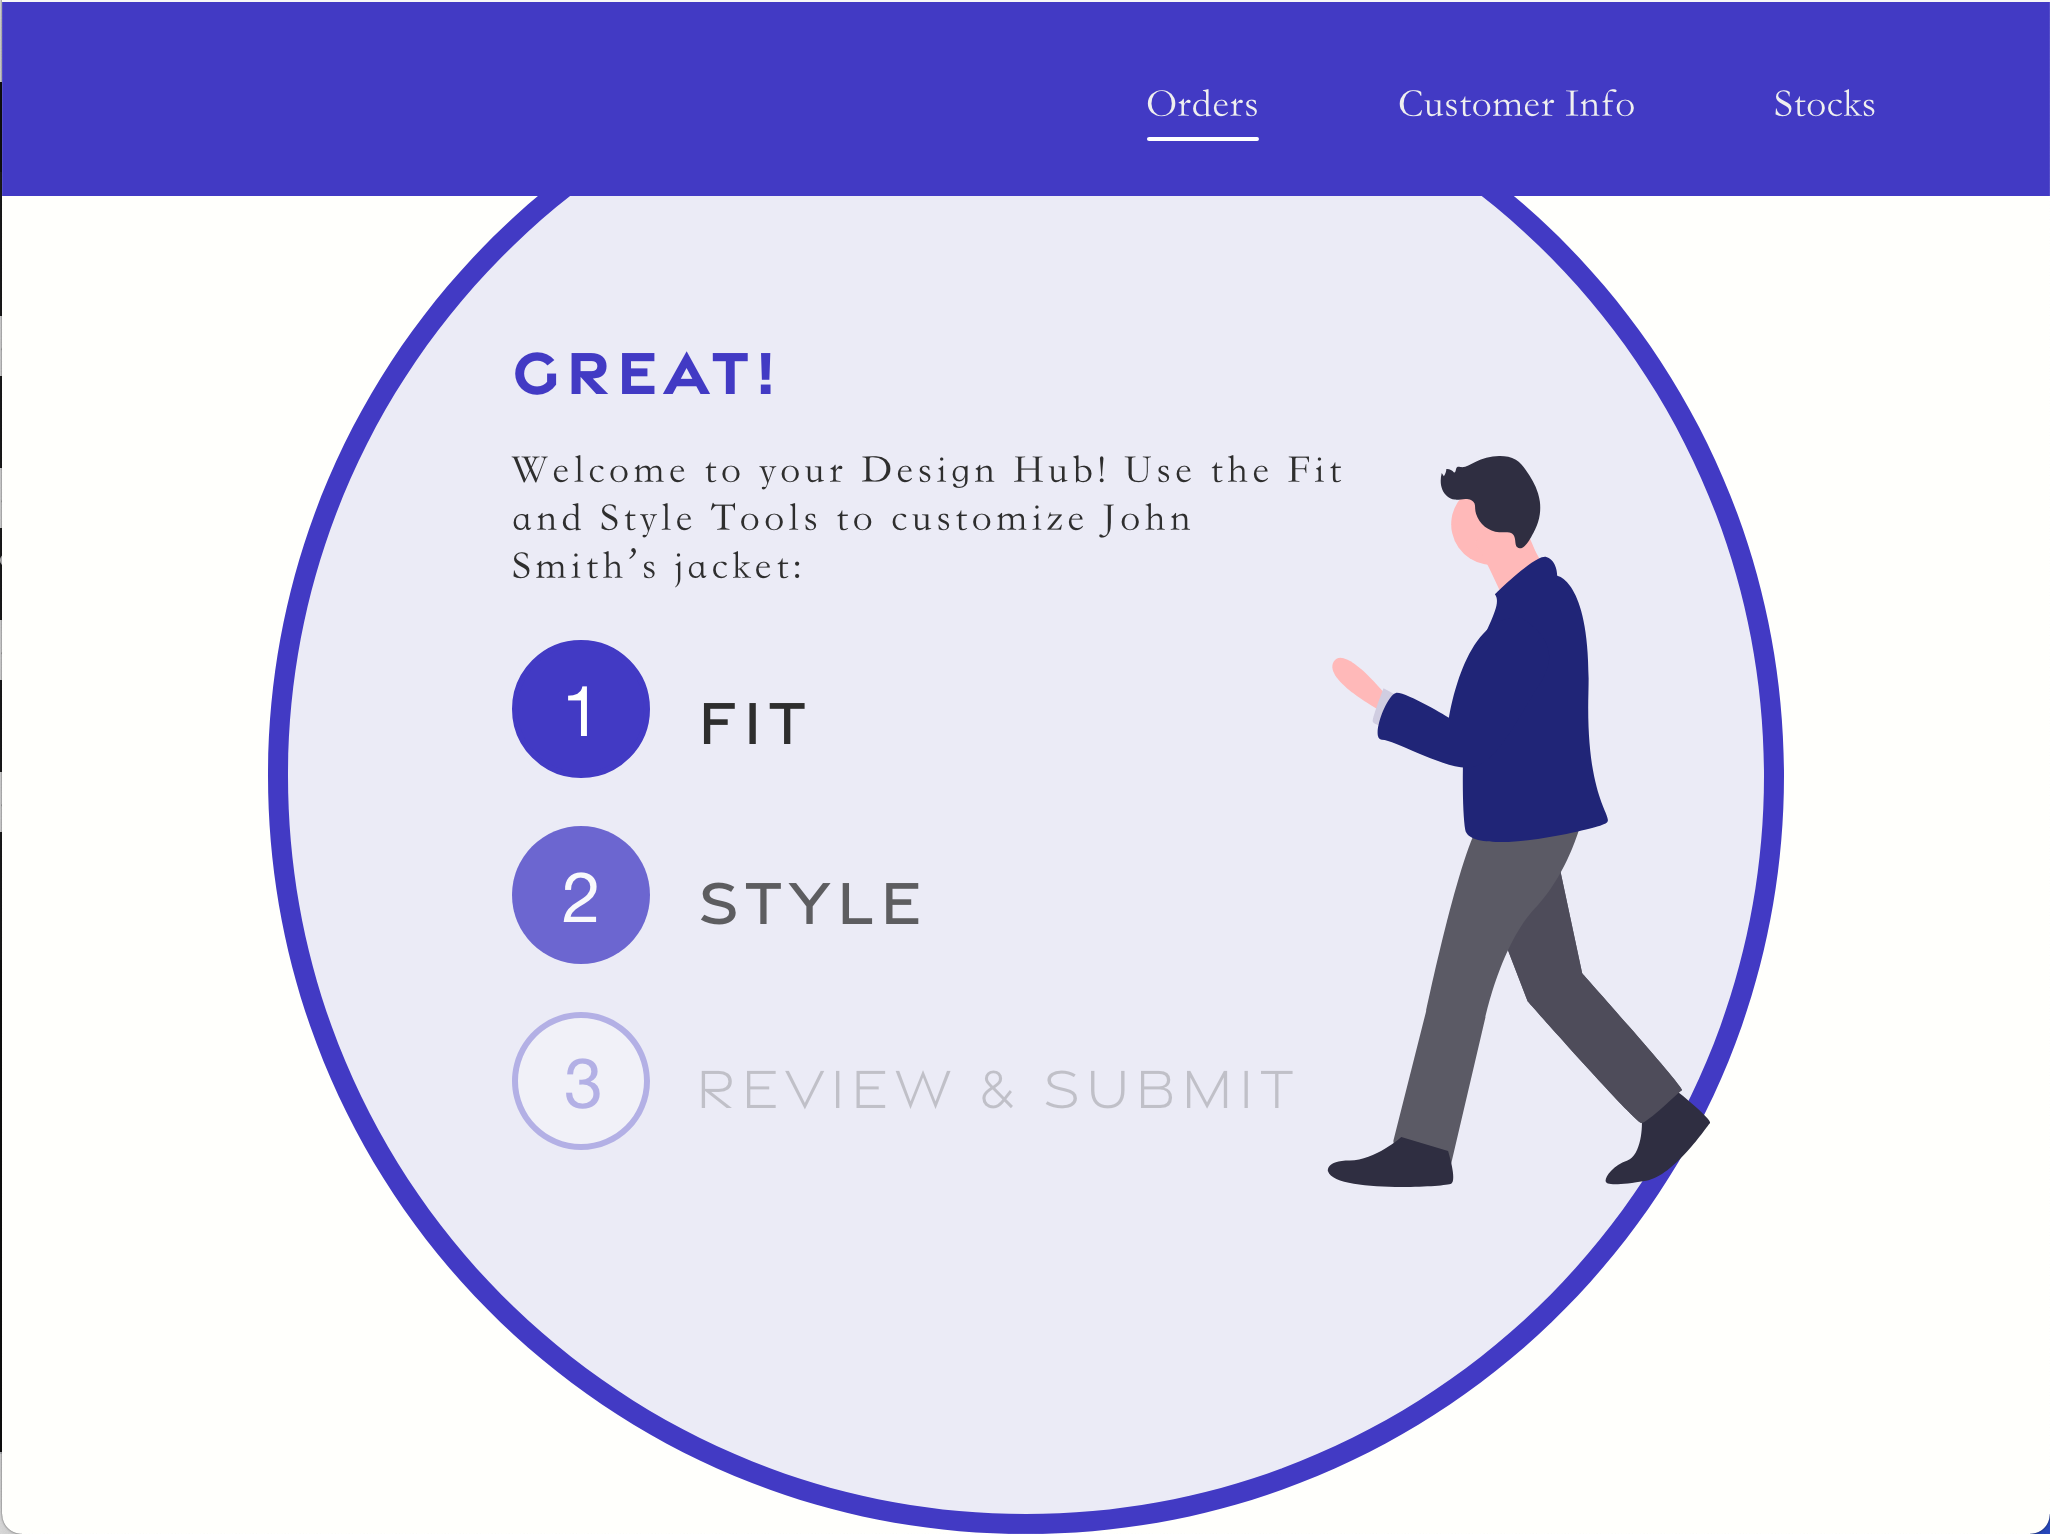 Orders Customer Info Stocks
GREAT!
Welcome to your Design Hub! Use the Fit
and Style Tools to customize John
Smith’s jacket:
1 FIT
2 STYLE
3 REVIEW & SUBMIT